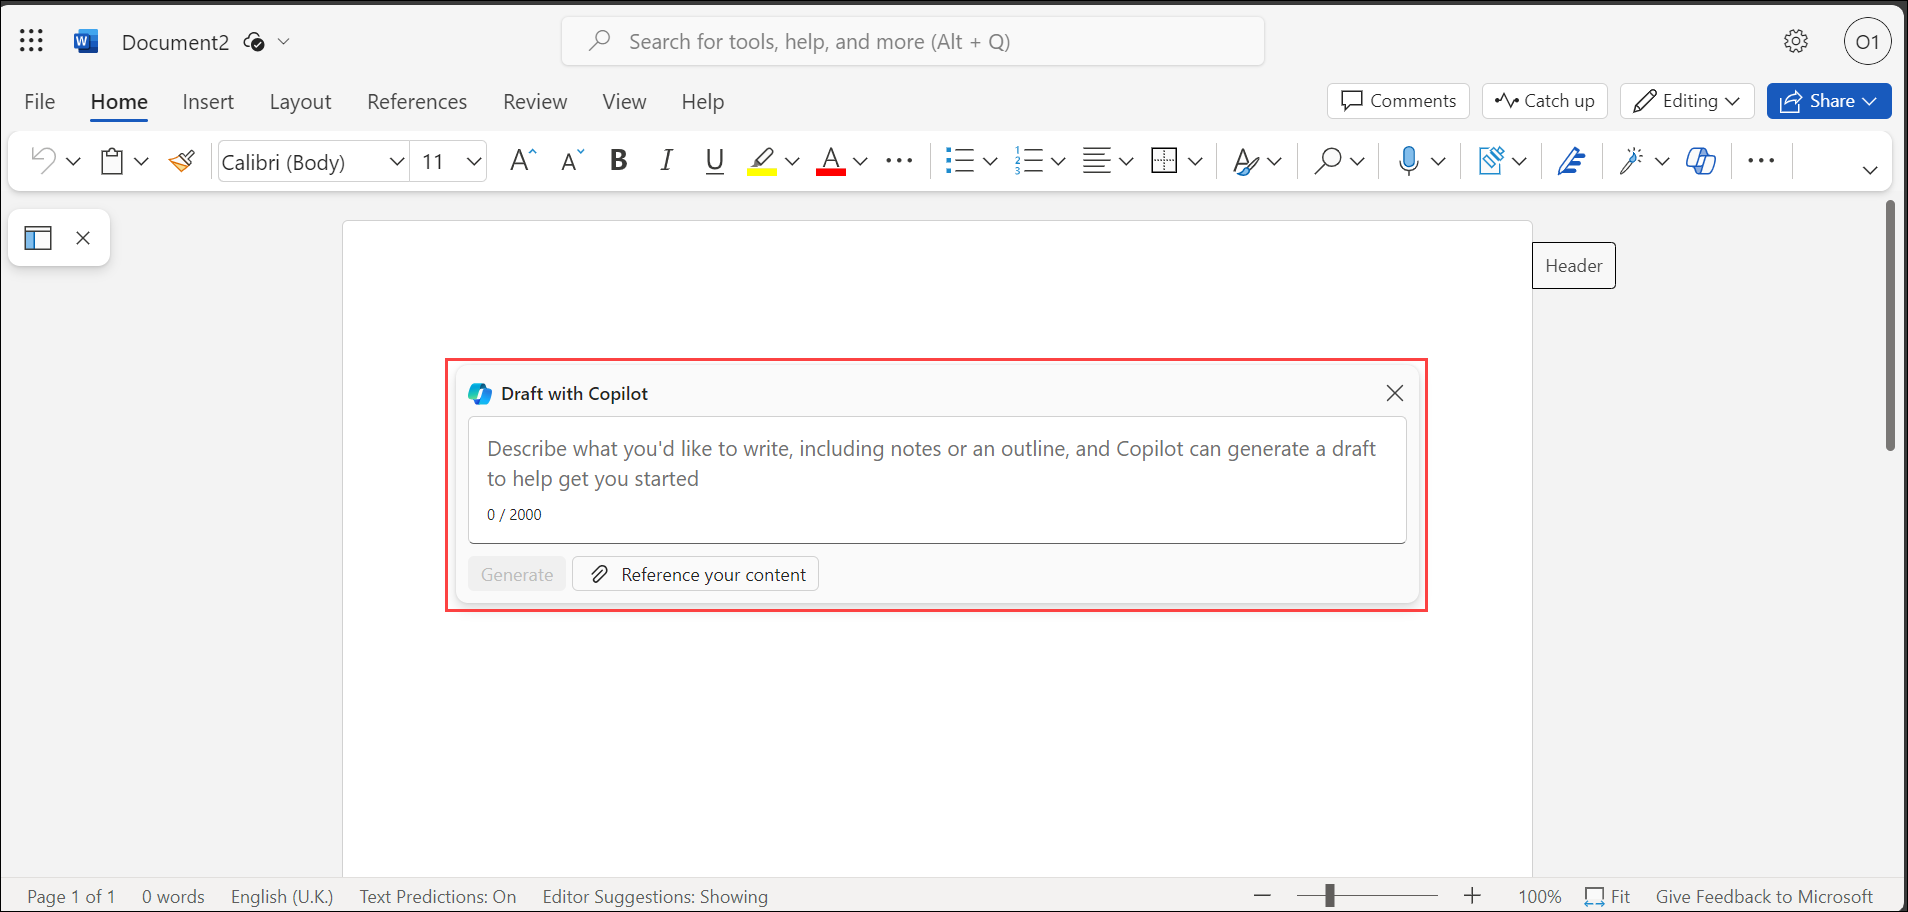 Document2
Search for tools, help, and more (Alt + Q)
O1
File Home Insert Layout References Review View Help
Comments Catch up Editing Share
Calibri (Body) 11
Header
Draft with Copilot
Describe what you'd like to write, including notes or an outline, and Copilot can generate a draft
to help get you started
0 / 2000
Generate Reference your content
Page 1 of 1 0 words English (U.K.) Text Predictions: On Editor Suggestions: Showing 100% Fit Give Feedback to Microsoft